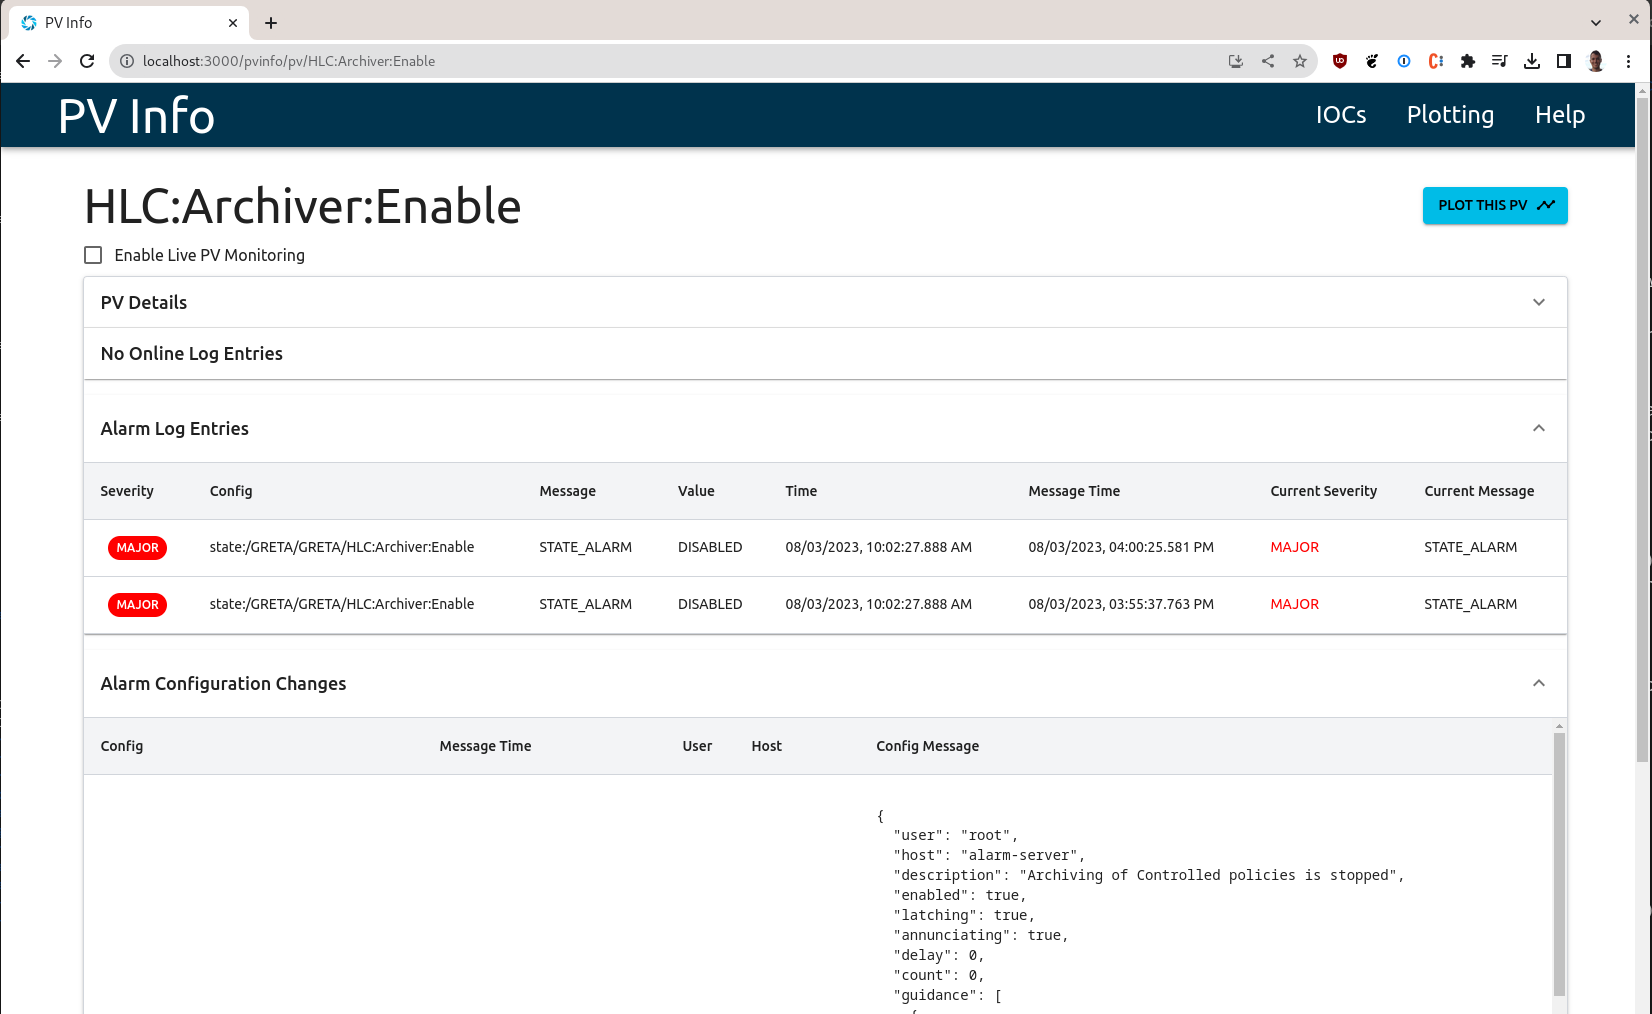 PV Info
localhost:3000/pvinfo/pv/HLC:Archiver:Enable
PV Info
IOCs
Plotting
Help
HLC:Archiver:Enable
PLOT THIS PV
Enable Live PV Monitoring
PV Details
No Online Log Entries
Alarm Log Entries
Severity Config Message Value Time Message Time Current Severity Current Message
MAJOR state:/GRETA/GRETA/HLC:Archiver:Enable STATE_ALARM DISABLED 08/03/2023, 10:02:27.888 AM 08/03/2023, 04:00:25.581 PM MAJOR STATE_ALARM
MAJOR state:/GRETA/GRETA/HLC:Archiver:Enable STATE_ALARM DISABLED 08/03/2023, 10:02:27.888 AM 08/03/2023, 03:55:37.763 PM MAJOR STATE_ALARM
Alarm Configuration Changes
Config Message Time User Host Config Message
{
"user": "root",
"host": "alarm-server",
"description": "Archiving of Controlled policies is stopped",
"enabled": true,
"latching": true,
"annunciating": true,
"delay": 0,
"count": 0,
"guidance": [
{